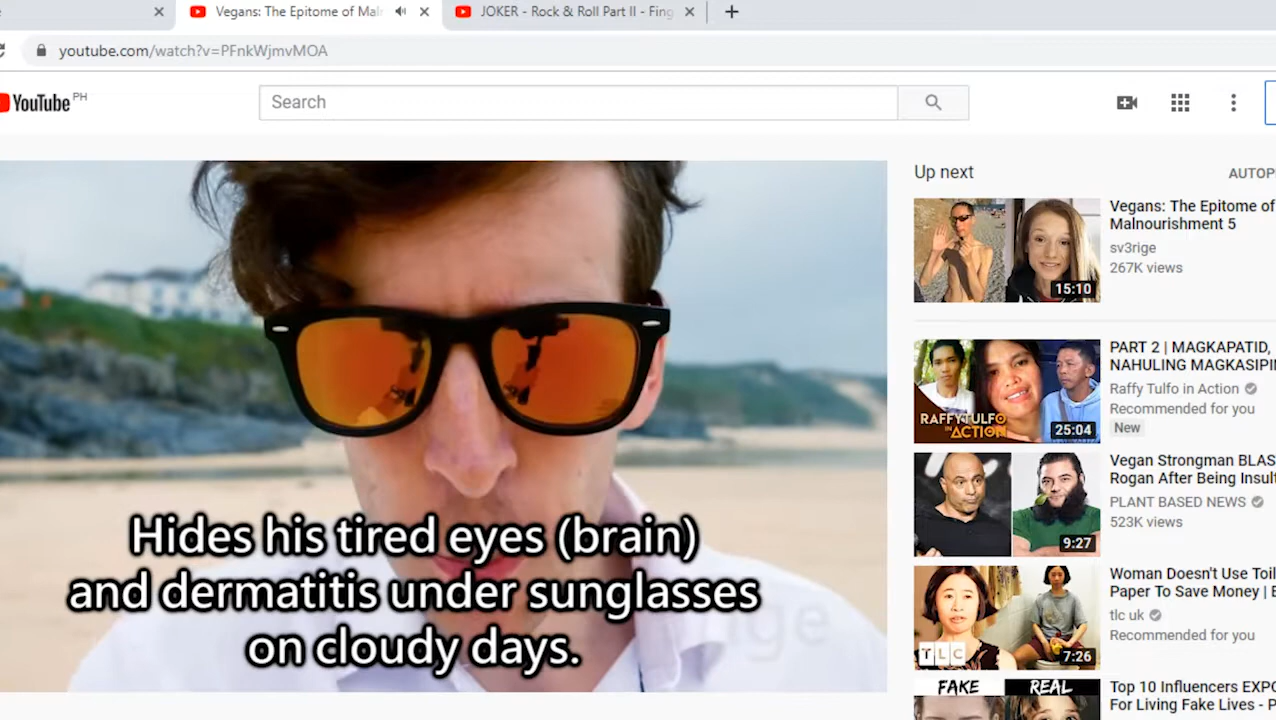 Vegans: The Epitome of Mal
JOKER - Rock & Roll Part II - Fing
youtube.com/watch?v=PFnkWjmvMOA
YouTube PH
Search
Hides his tired eyes (brain)
and dermatitis under sunglasses
on cloudy days.
Up next
AUTOP
Vegans: The Epitome of
Malnourishment 5
sv3rige
267K views
15:10
PART 2 | MAGKAPATID,
NAHULING MAGKASIPI
Raffy Tulfo in Action
Recommended for you
New
RAFFYTULFO
IN ACTION
25:04
Vegan Strongman BLAS
Rogan After Being Insult
PLANT BASED NEWS
523K views
9:27
Woman Doesn't Use Toil
Paper To Save Money | E
tlc uk
Recommended for you
TLC
7:26
FAKE REAL
Top 10 Influencers EXPO
For Living Fake Lives - P